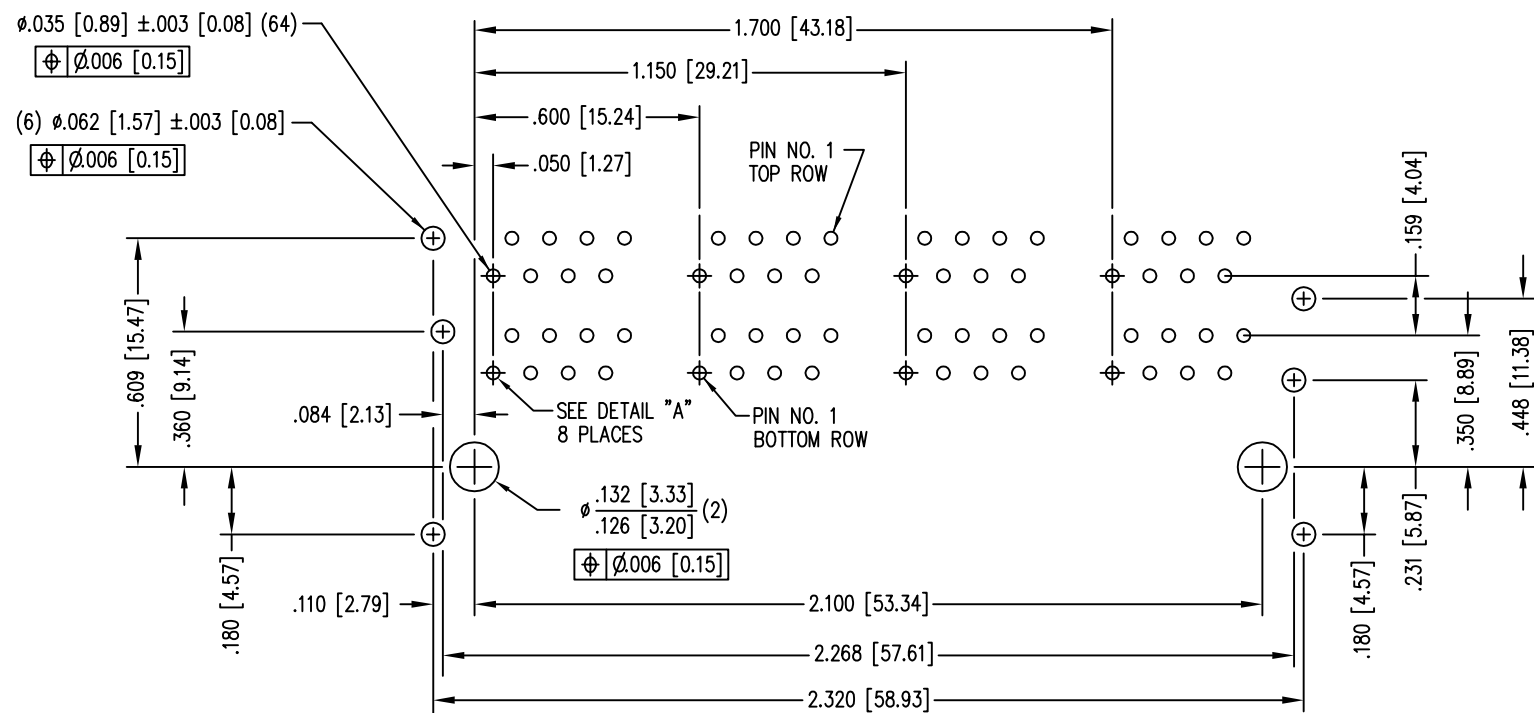 ø.035 [0.89] ±.003 [0.08] (64)
⌖ Ø.006 [0.15]
(6) ø.062 [1.57] ±.003 [0.08]
⌖ Ø.006 [0.15]
1.700 [43.18]
1.150 [29.21]
.600 [15.24]
.050 [1.27]
PIN NO. 1
TOP ROW
.159 [4.04]
.609 [15.47]
.360 [9.14]
.084 [2.13]
SEE DETAIL "A"
8 PLACES
PIN NO. 1
BOTTOM ROW
.350 [8.89]
.448 [11.38]
.231 [5.87]
ø .132 [3.33]
.126 [3.20] (2)
⌖ Ø.006 [0.15]
.180 [4.57]
.110 [2.79]
2.100 [53.34]
.180 [4.57]
2.268 [57.61]
2.320 [58.93]